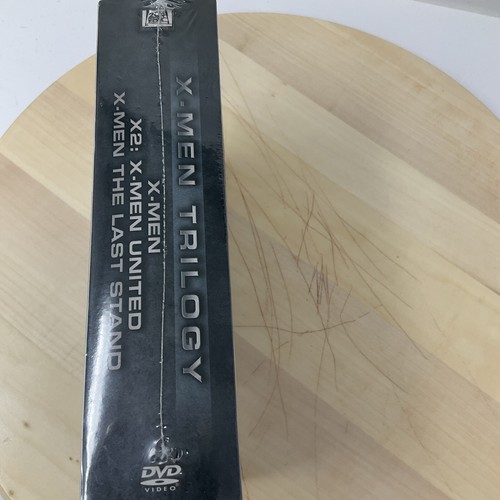 X-MEN TRILOGY
X-MEN
X2: X-MEN UNITED
X-MEN THE LAST STAND
DVD
VIDEO